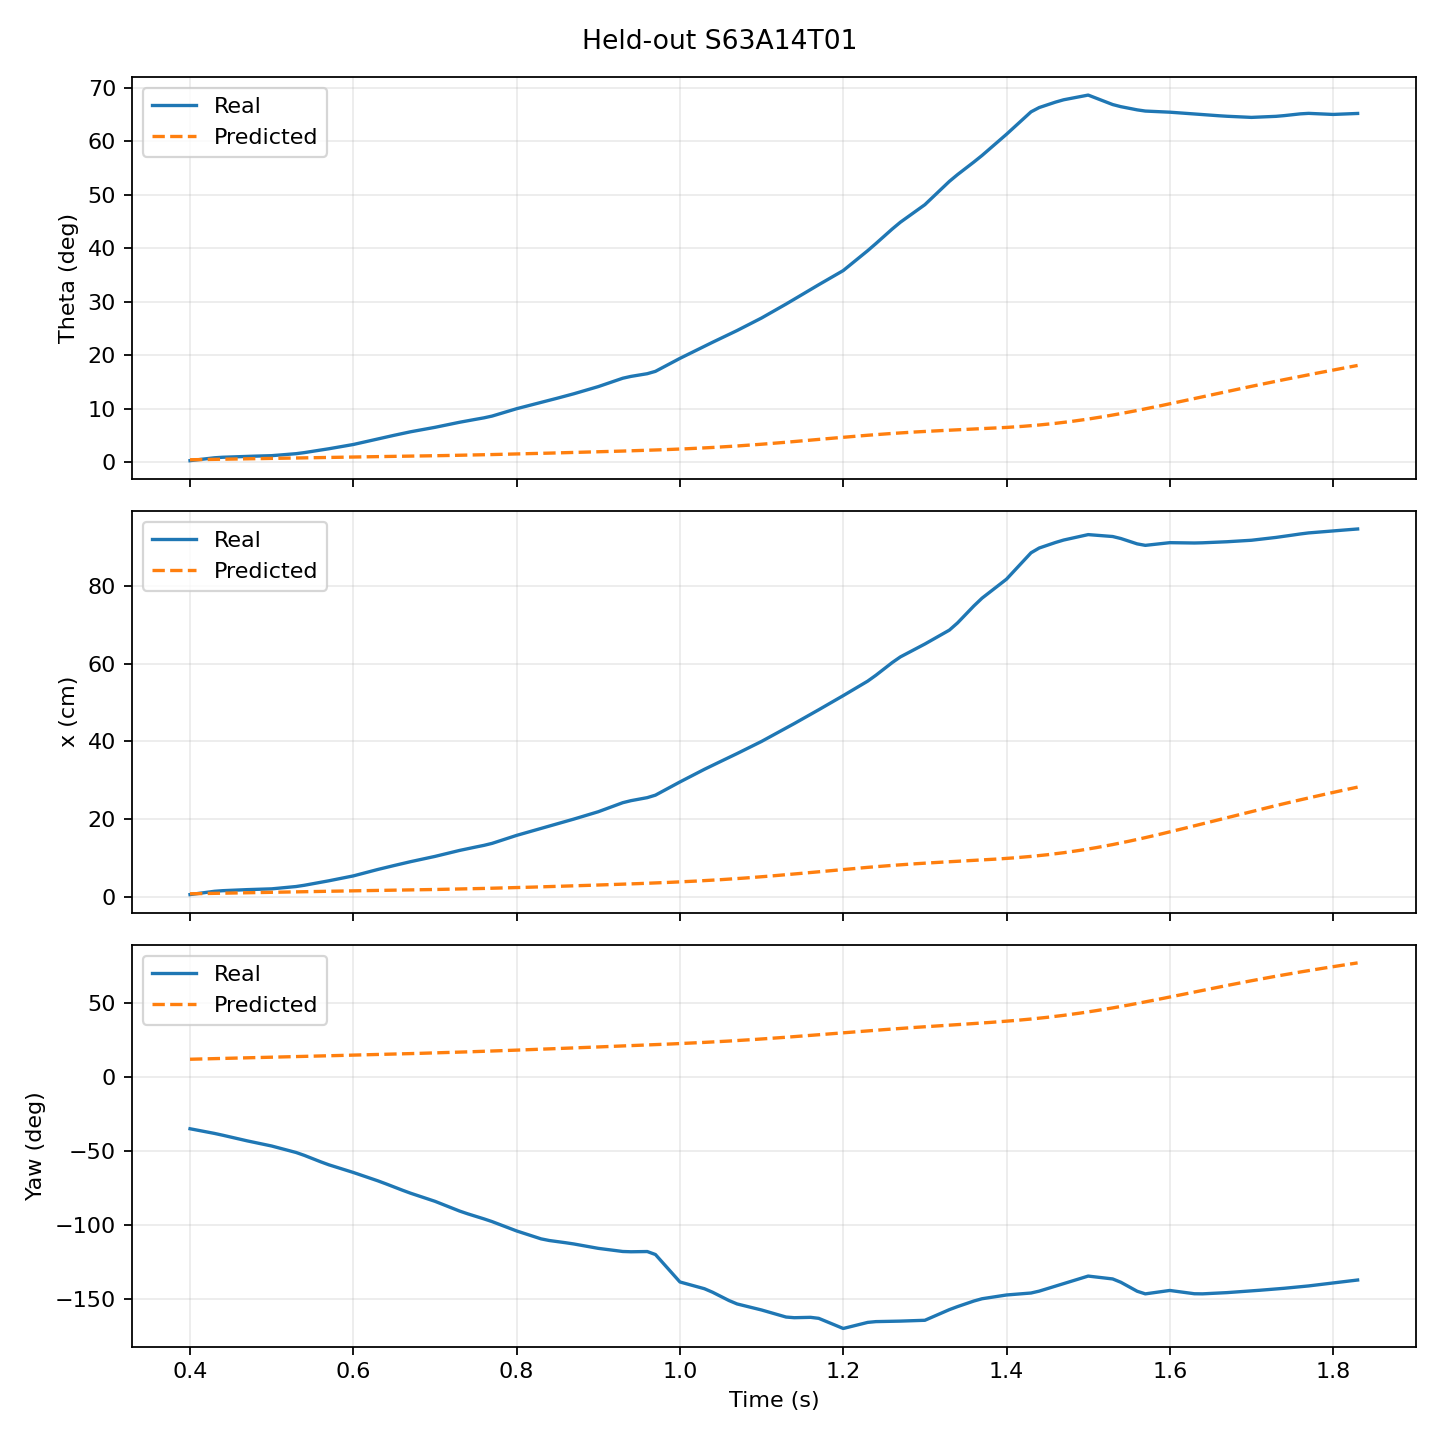 Held-out S63A14T01
70
60
50
40
30
20
10
0
Theta (deg)
Real
Predicted
80
60
40
20
0
x (cm)
Real
Predicted
50
0
−50
−100
−150
Yaw (deg)
Real
Predicted
0.4 0.6 0.8 1.0 1.2 1.4 1.6 1.8
Time (s)